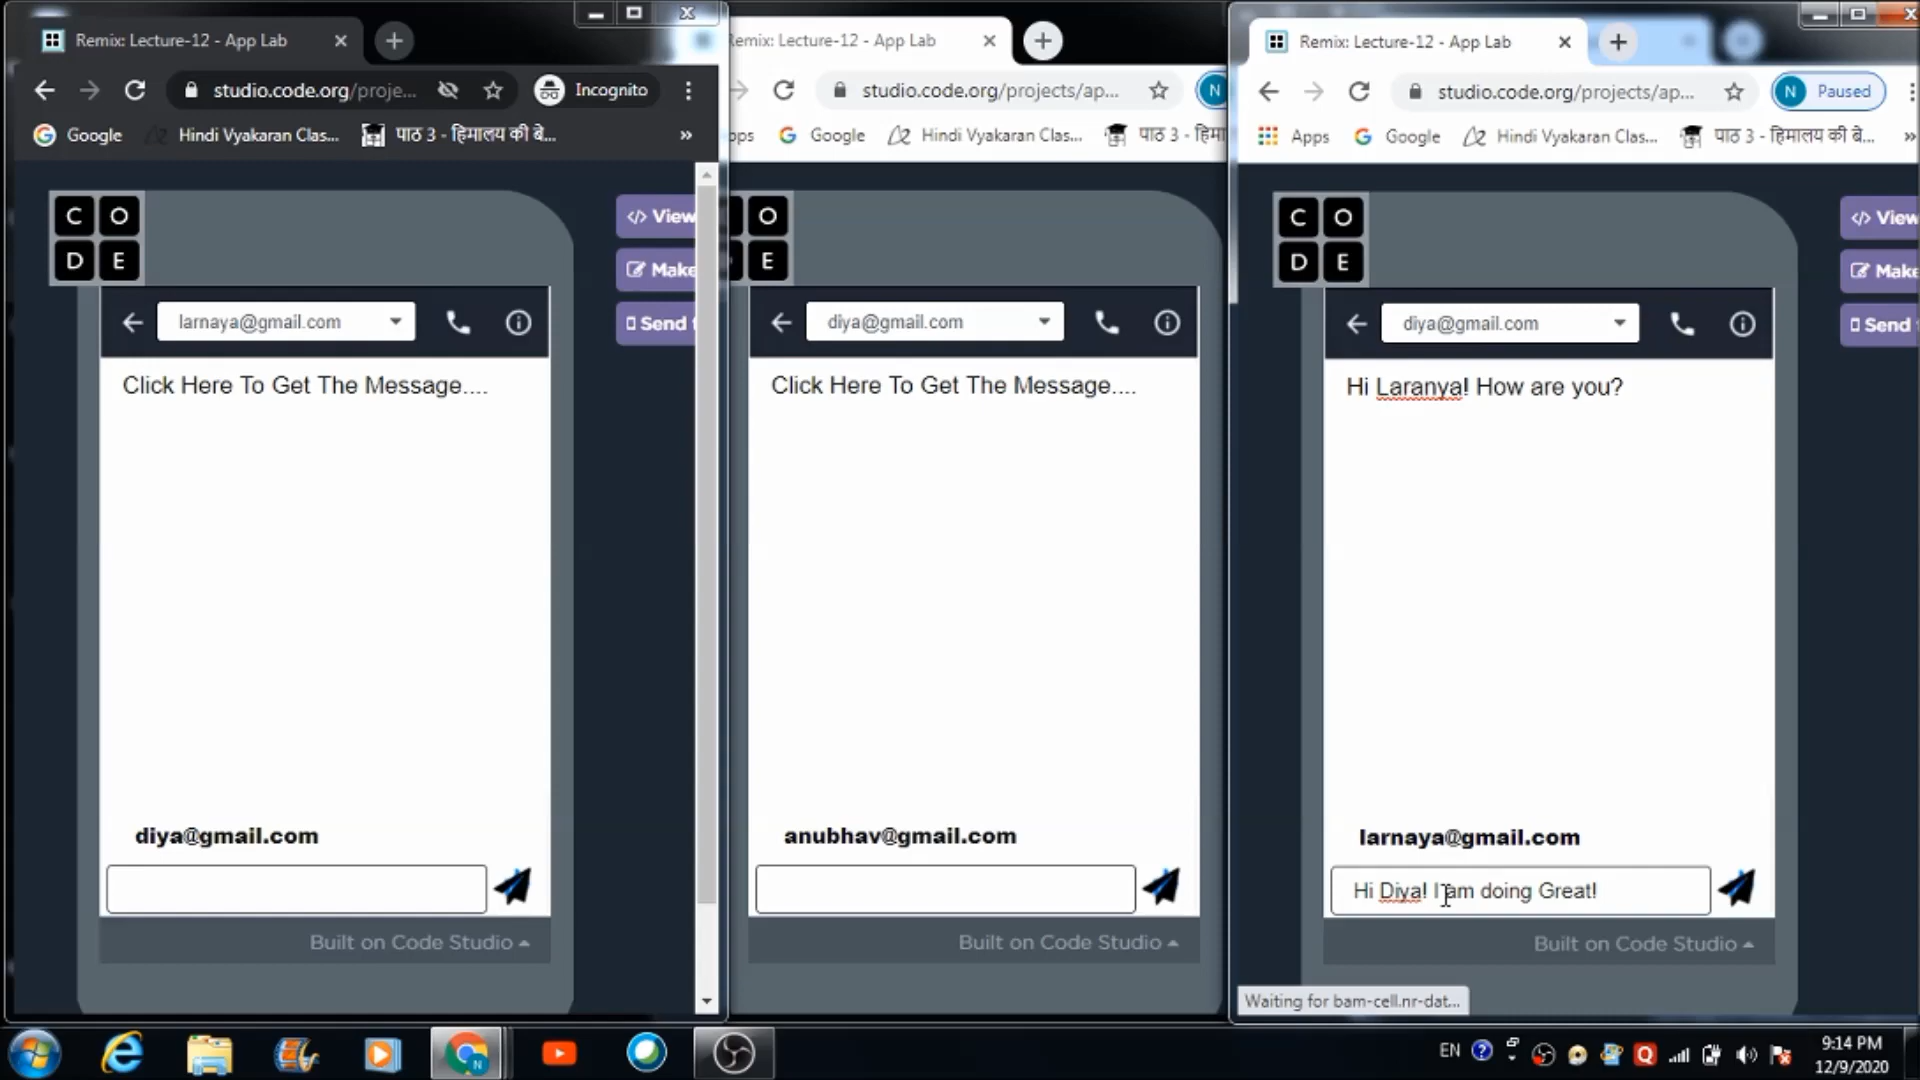 Remix: Lecture-12 - App Lab
studio.code.org/proje...
Incognito
Google
Hindi Vyakaran Clas...
पाठ 3 - हिमालय की बे...
»
C O
D E
</> View
Make
Send
larnaya@gmail.com
Click Here To Get The Message....
diya@gmail.com
Built on Code Studio
Remix: Lecture-12 - App Lab
studio.code.org/projects/ap...
N
Google
Hindi Vyakaran Clas...
पाठ 3 -
O
E
diya@gmail.com
Click Here To Get The Message....
anubhav@gmail.com
Built on Code Studio
Remix: Lecture-12 - App Lab
studio.code.org/projects/ap...
N Paused
Apps
Google
Hindi Vyakaran Clas...
पाठ 3 - हिमालय की बे...
»
C O
D E
</> View
Make
Send
diya@gmail.com
Hi Laranya! How are you?
larnaya@gmail.com
Hi Diya! I am doing Great!
Built on Code Studio
Waiting for bam-cell.nr-dat...
EN
9:14 PM
12/9/2020